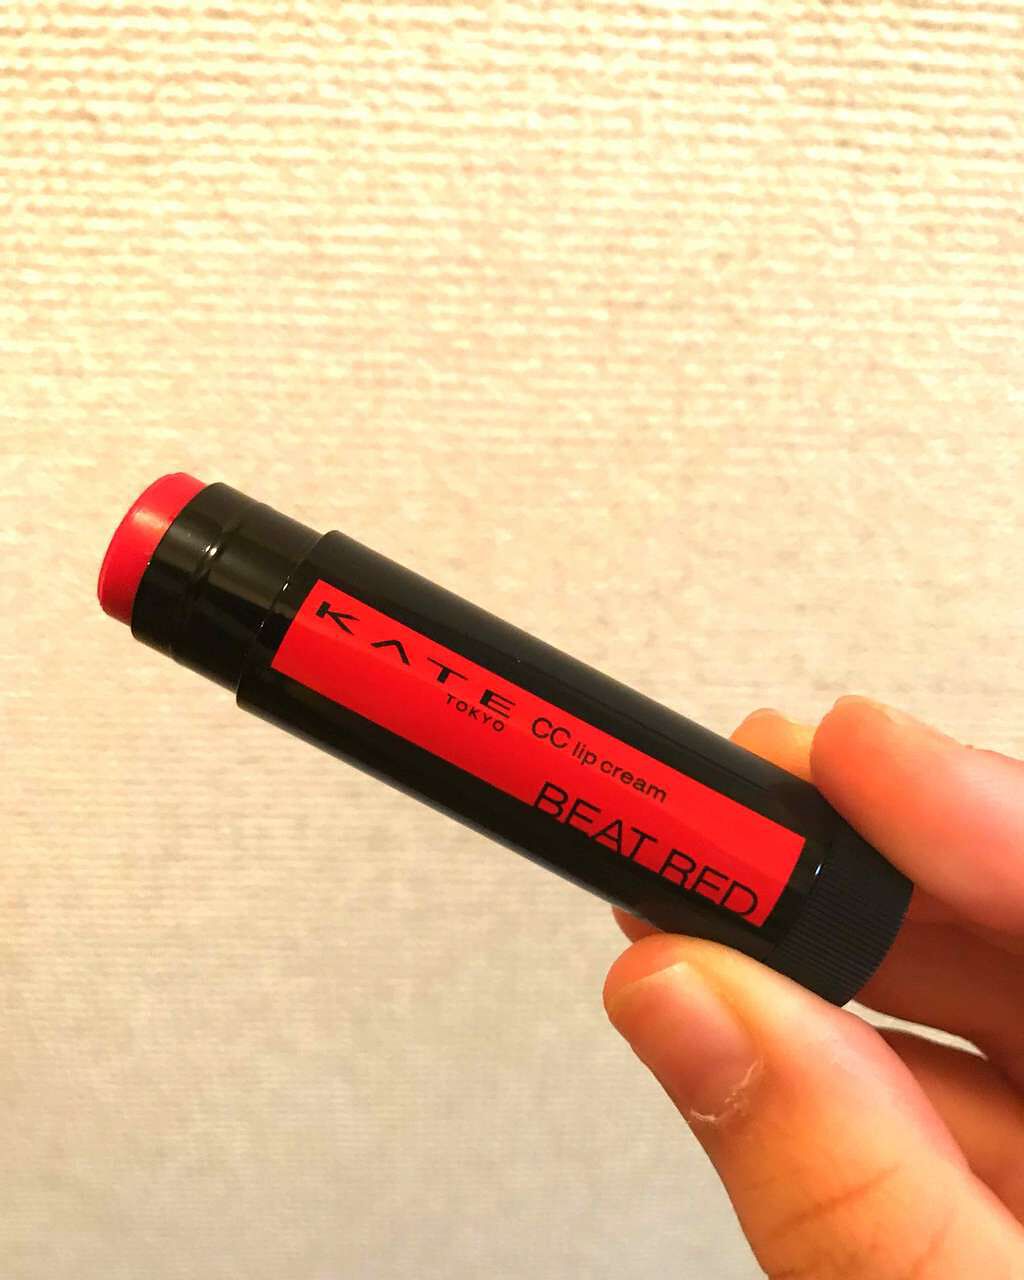 KATE
TOKYO
CC lip cream
BEAT RED